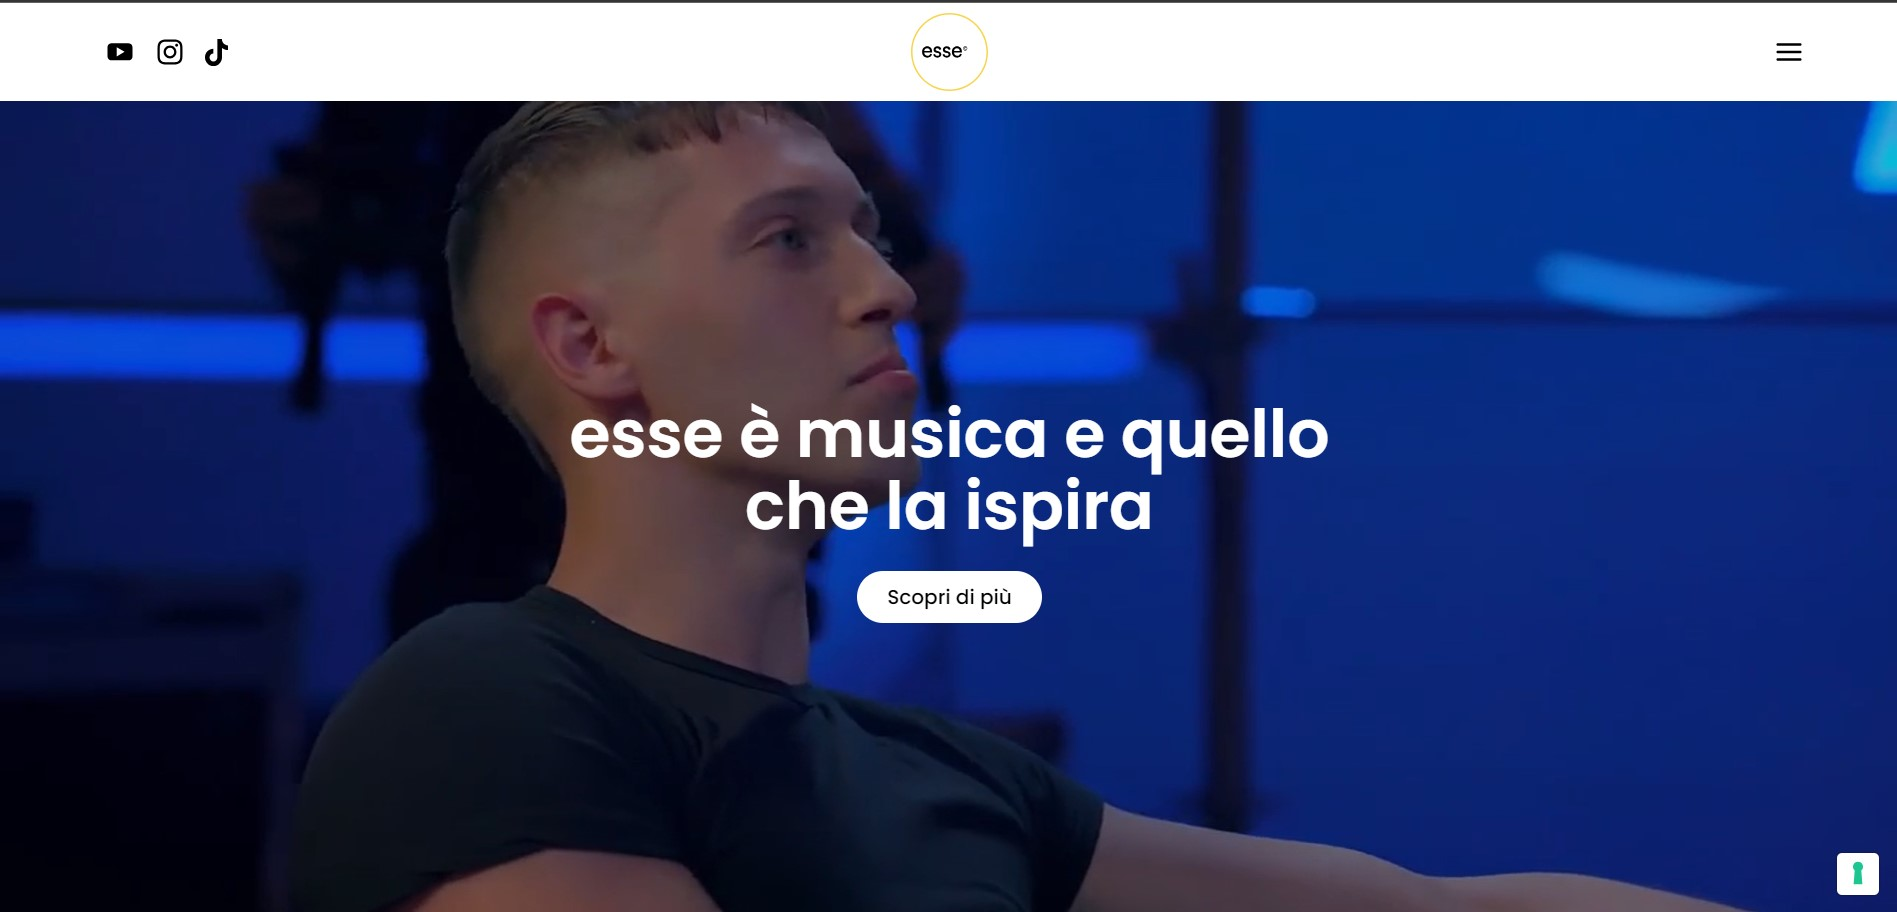 esse©
esse è musica e quello
che la ispira
Scopri di più